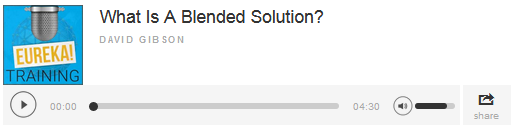 What Is A Blended Solution?
DAVID GIBSON
EUREKA!
TRAINING
00:00
04:30
share